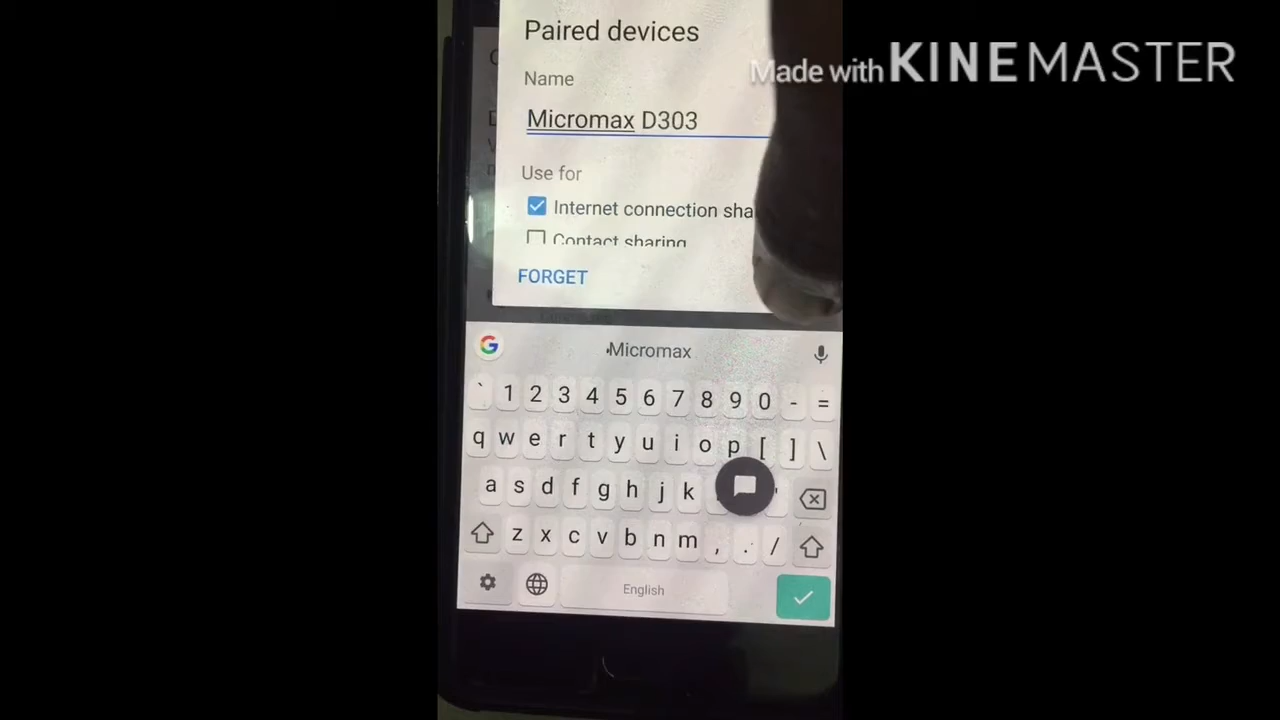 Paired devices
Made with KINEMASTER
Name
Micromax D303
Use for
Internet connection sha
Contact sharing
FORGET
Micromax
` 1 2 3 4 5 6 7 8 9 0 - =
q w e r t y u i o p [ ] \
a s d f g h j k '
z x c v b n m , . /
English